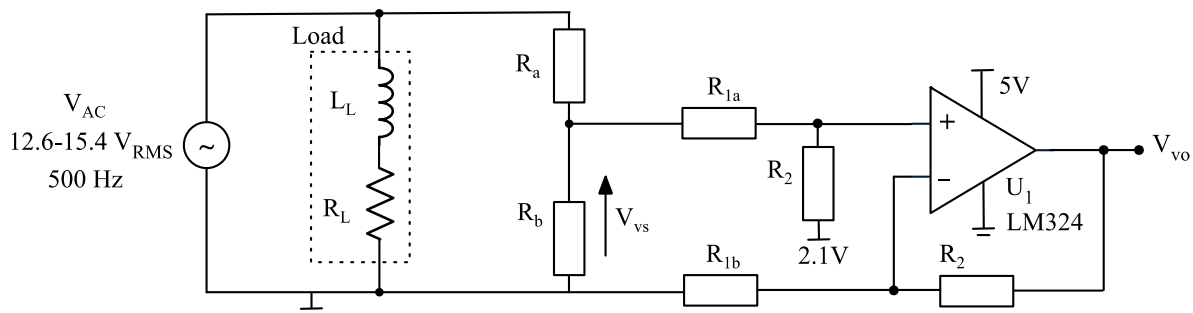 Load
V_AC
12.6-15.4 V_RMS
500 Hz
~
L_L
R_L
R_a
R_b
V_vs
R_1a
R_2
2.1V
R_1b
R_2
+
−
5V
U_1
LM324
V_vo